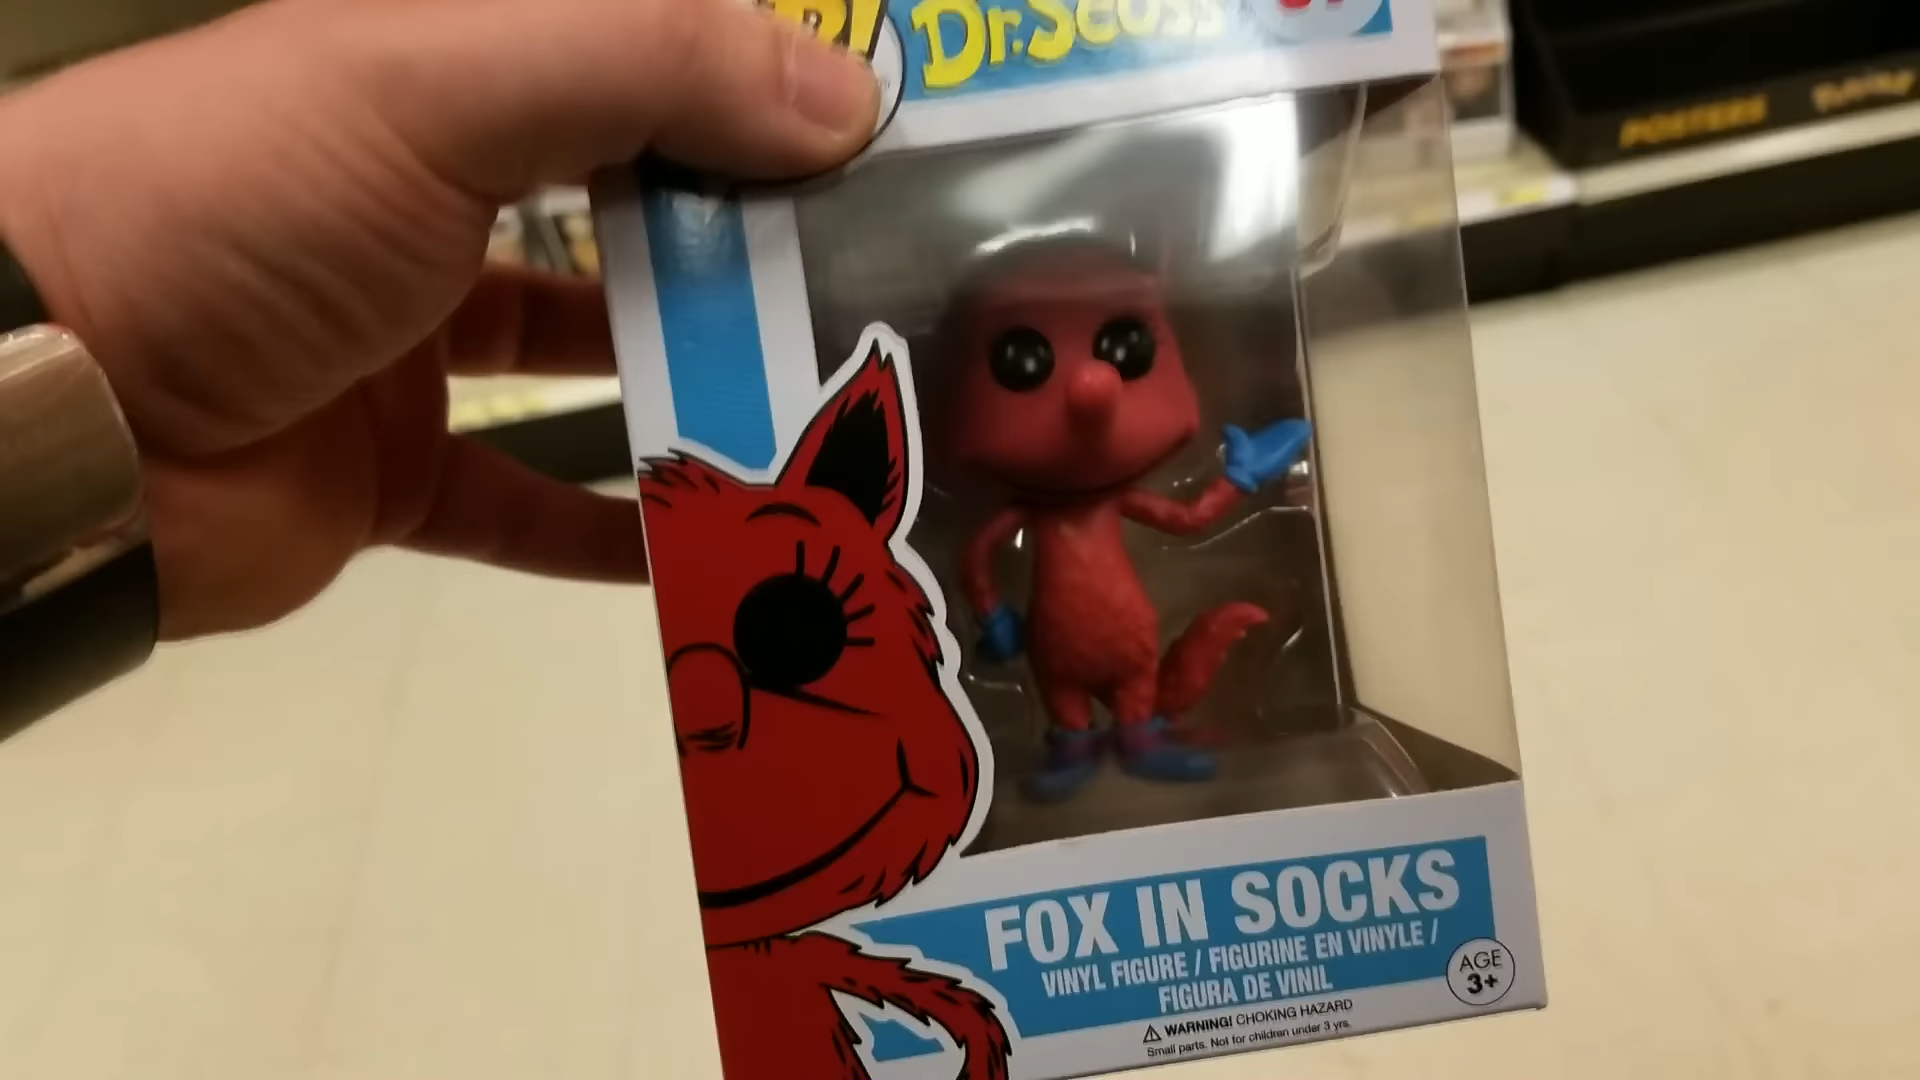 Dr. Seuss
POSTERS
FOX IN SOCKS
VINYL FIGURE / FIGURINE EN VINYLE /
FIGURA DE VINIL
AGE
3+
⚠ WARNING! CHOKING HAZARD
Small parts. Not for children under 3 yrs.